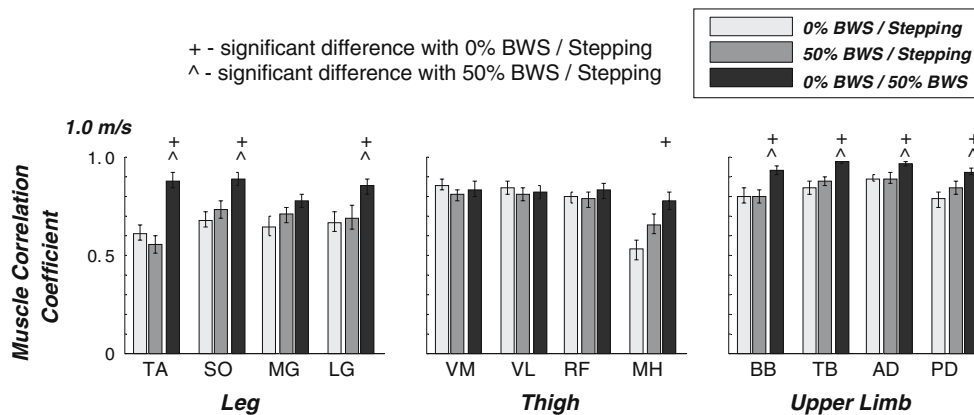 + - significant difference with 0% BWS / Stepping
^ - significant difference with 50% BWS / Stepping
0% BWS / Stepping
50% BWS / Stepping
0% BWS / 50% BWS
1.0 m/s
Muscle Correlation
Coefficient
1.0
0.5
0
+ + +
^ ^ ^
TA SO MG LG
Leg
+
VM VL RF MH
Thigh
+ + + +
^ ^ ^ ^
BB TB AD PD
Upper Limb